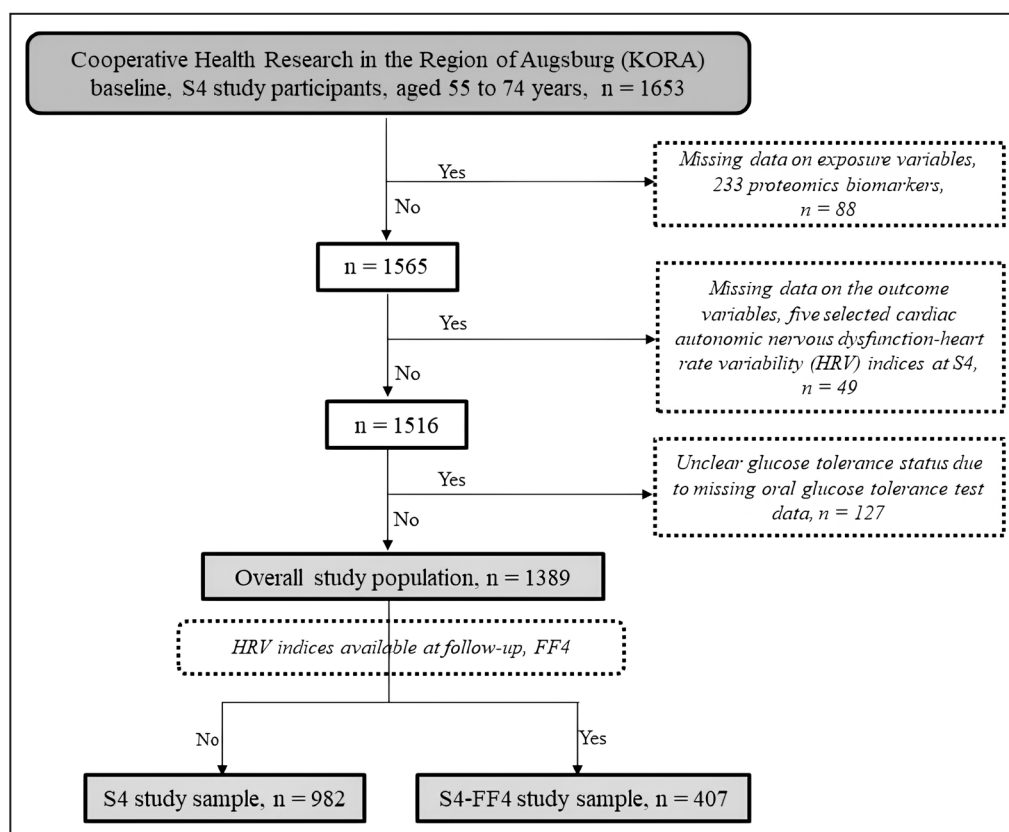 Cooperative Health Research in the Region of Augsburg (KORA)
baseline, S4 study participants, aged 55 to 74 years, n = 1653
Yes
Missing data on exposure variables,
233 proteomics biomarkers,
n = 88
No
n = 1565
Yes
Missing data on the outcome
variables, five selected cardiac
autonomic nervous dysfunction-heart
rate variability (HRV) indices at S4,
n = 49
No
n = 1516
Yes
Unclear glucose tolerance status due
to missing oral glucose tolerance test
data, n = 127
No
Overall study population, n = 1389
HRV indices available at follow-up, FF4
No
Yes
S4 study sample, n = 982
S4-FF4 study sample, n = 407